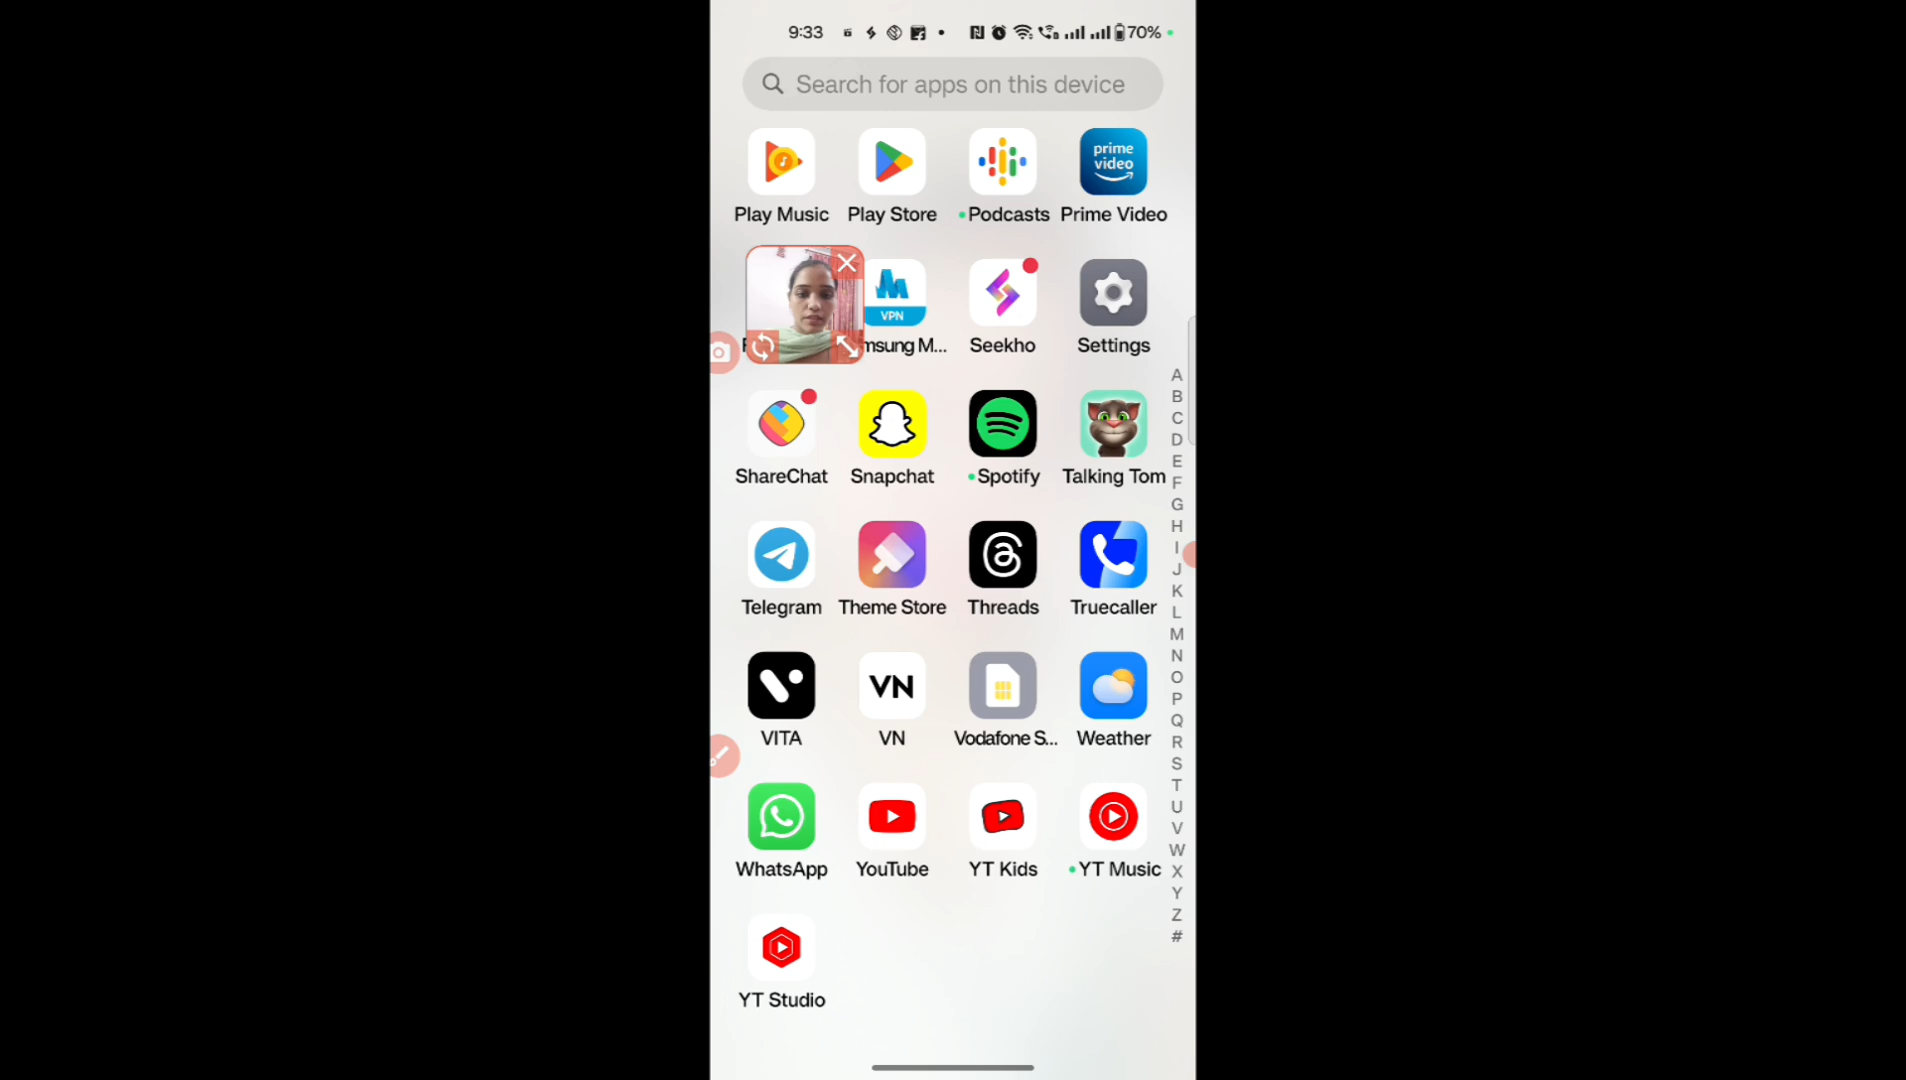 9:33 70%
Search for apps on this device
prime video
Play Music Play Store Podcasts Prime Video
VPN
msung M... Seekho Settings
ShareChat Snapchat Spotify Talking Tom
Telegram Theme Store Threads Truecaller
VN
VITA VN Vodafone S... Weather
WhatsApp YouTube YT Kids YT Music
YT Studio
A
B
C
D
E
F
G
H
I
J
K
L
M
N
O
P
Q
R
S
T
U
V
W
X
Y
Z
#